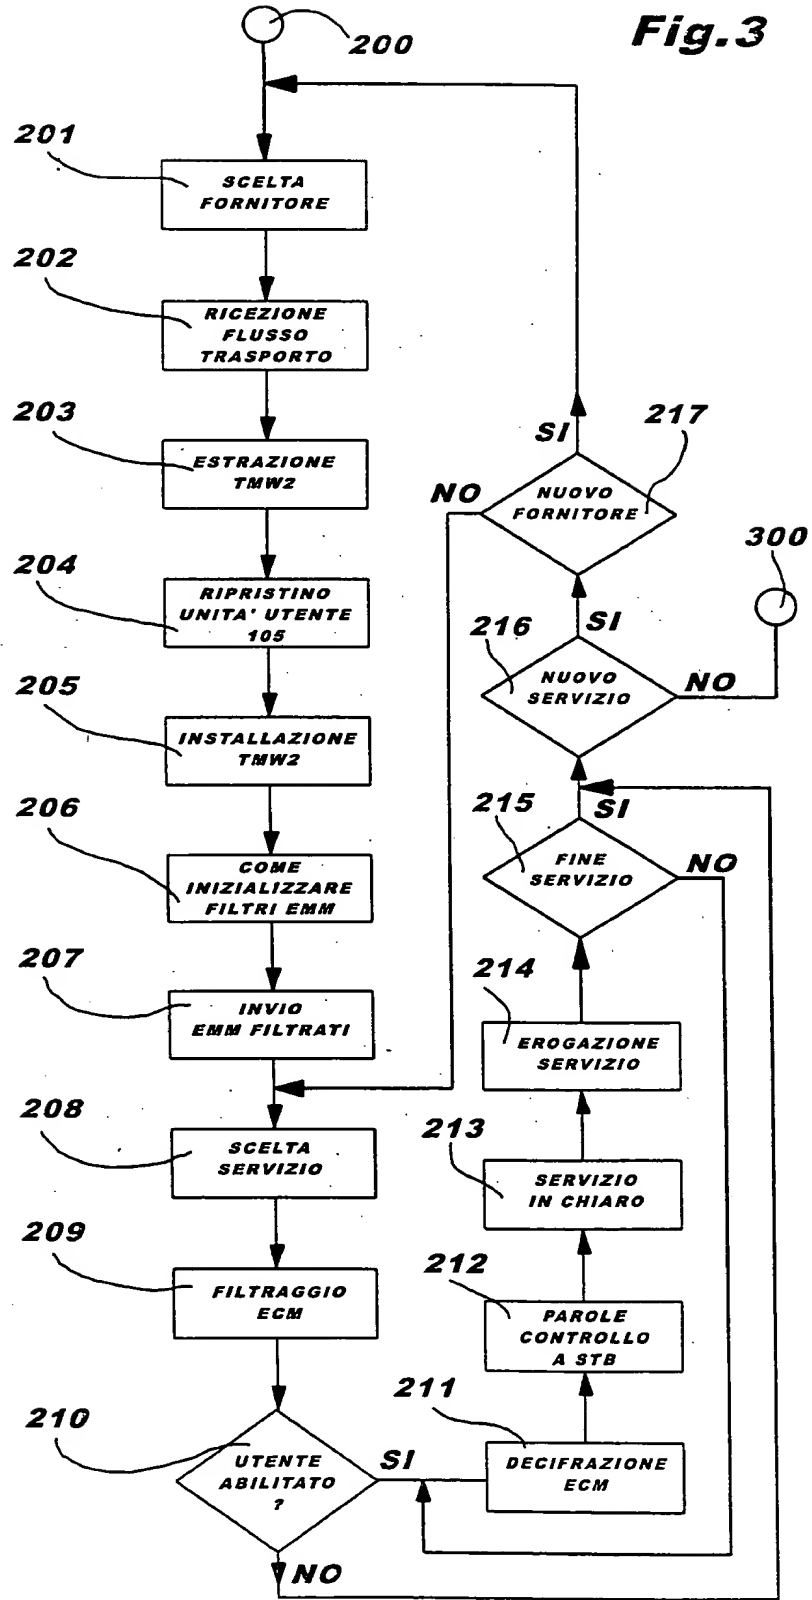 Fig.3
200
201
SCELTA
FORNITORE
202
RICEZIONE
FLUSSO
TRASPORTO
203
ESTRAZIONE
TMW2
204
RIPRISTINO
UNITA' UTENTE
105
205
INSTALLAZIONE
TMW2
206
COME
INIZIALIZZARE
FILTRI EMM
207
INVIO
EMM FILTRATI
208
SCELTA
SERVIZIO
209
FILTRAGGIO
ECM
210
UTENTE
ABILITATO
?
SI
NO
211
DECIFRAZIONE
ECM
212
PAROLE
CONTROLLO
A STB
213
SERVIZIO
IN CHIARO
214
EROGAZIONE
SERVIZIO
215
FINE
SERVIZIO
SI
NO
216
NUOVO
SERVIZIO
SI
NO
300
217
NUOVO
FORNITORE
SI
NO